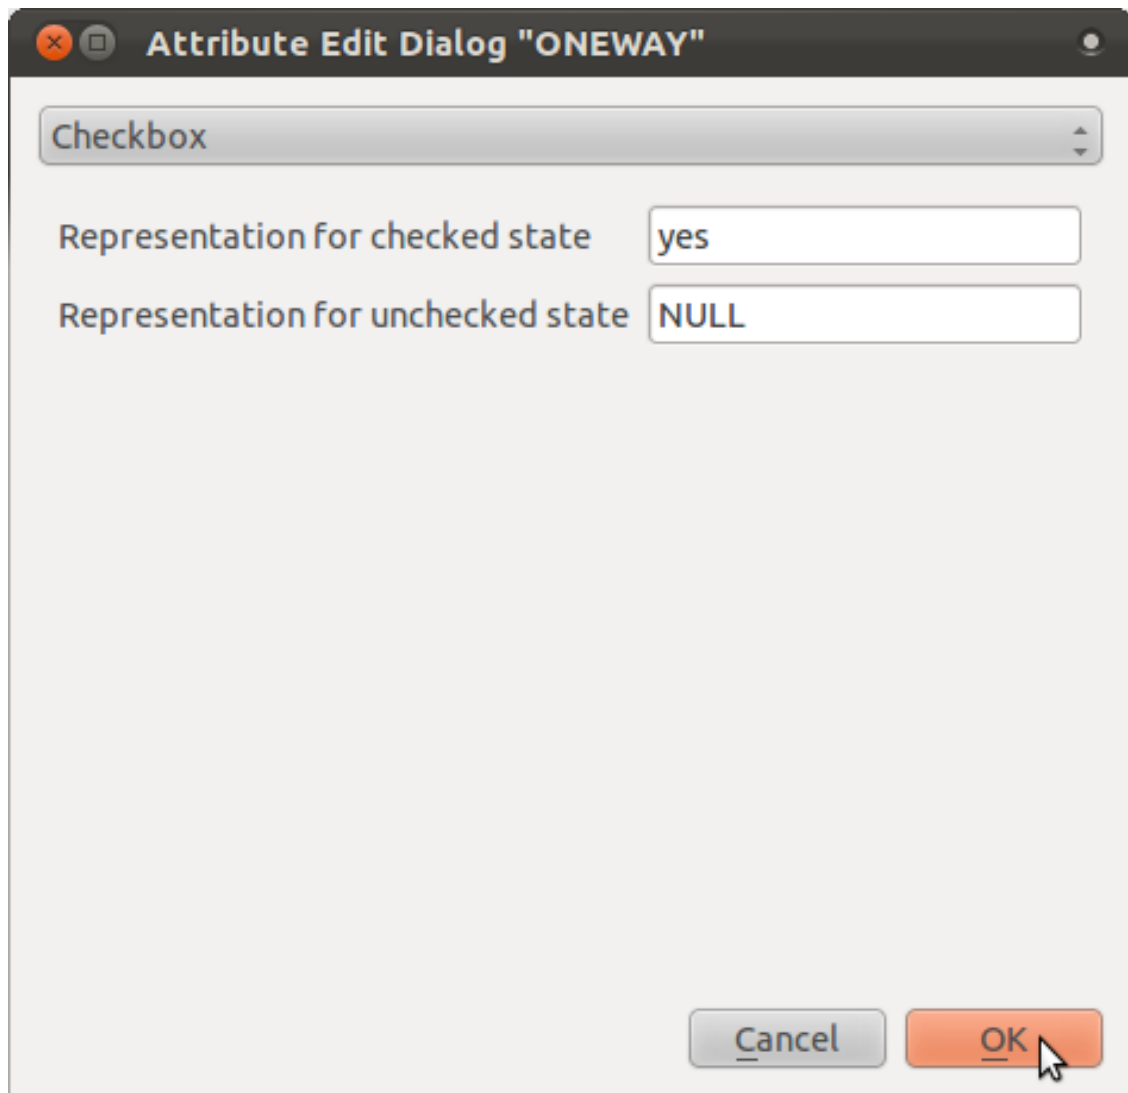 Attribute Edit Dialog "ONEWAY"
Checkbox
Representation for checked state yes
Representation for unchecked state NULL
Cancel OK